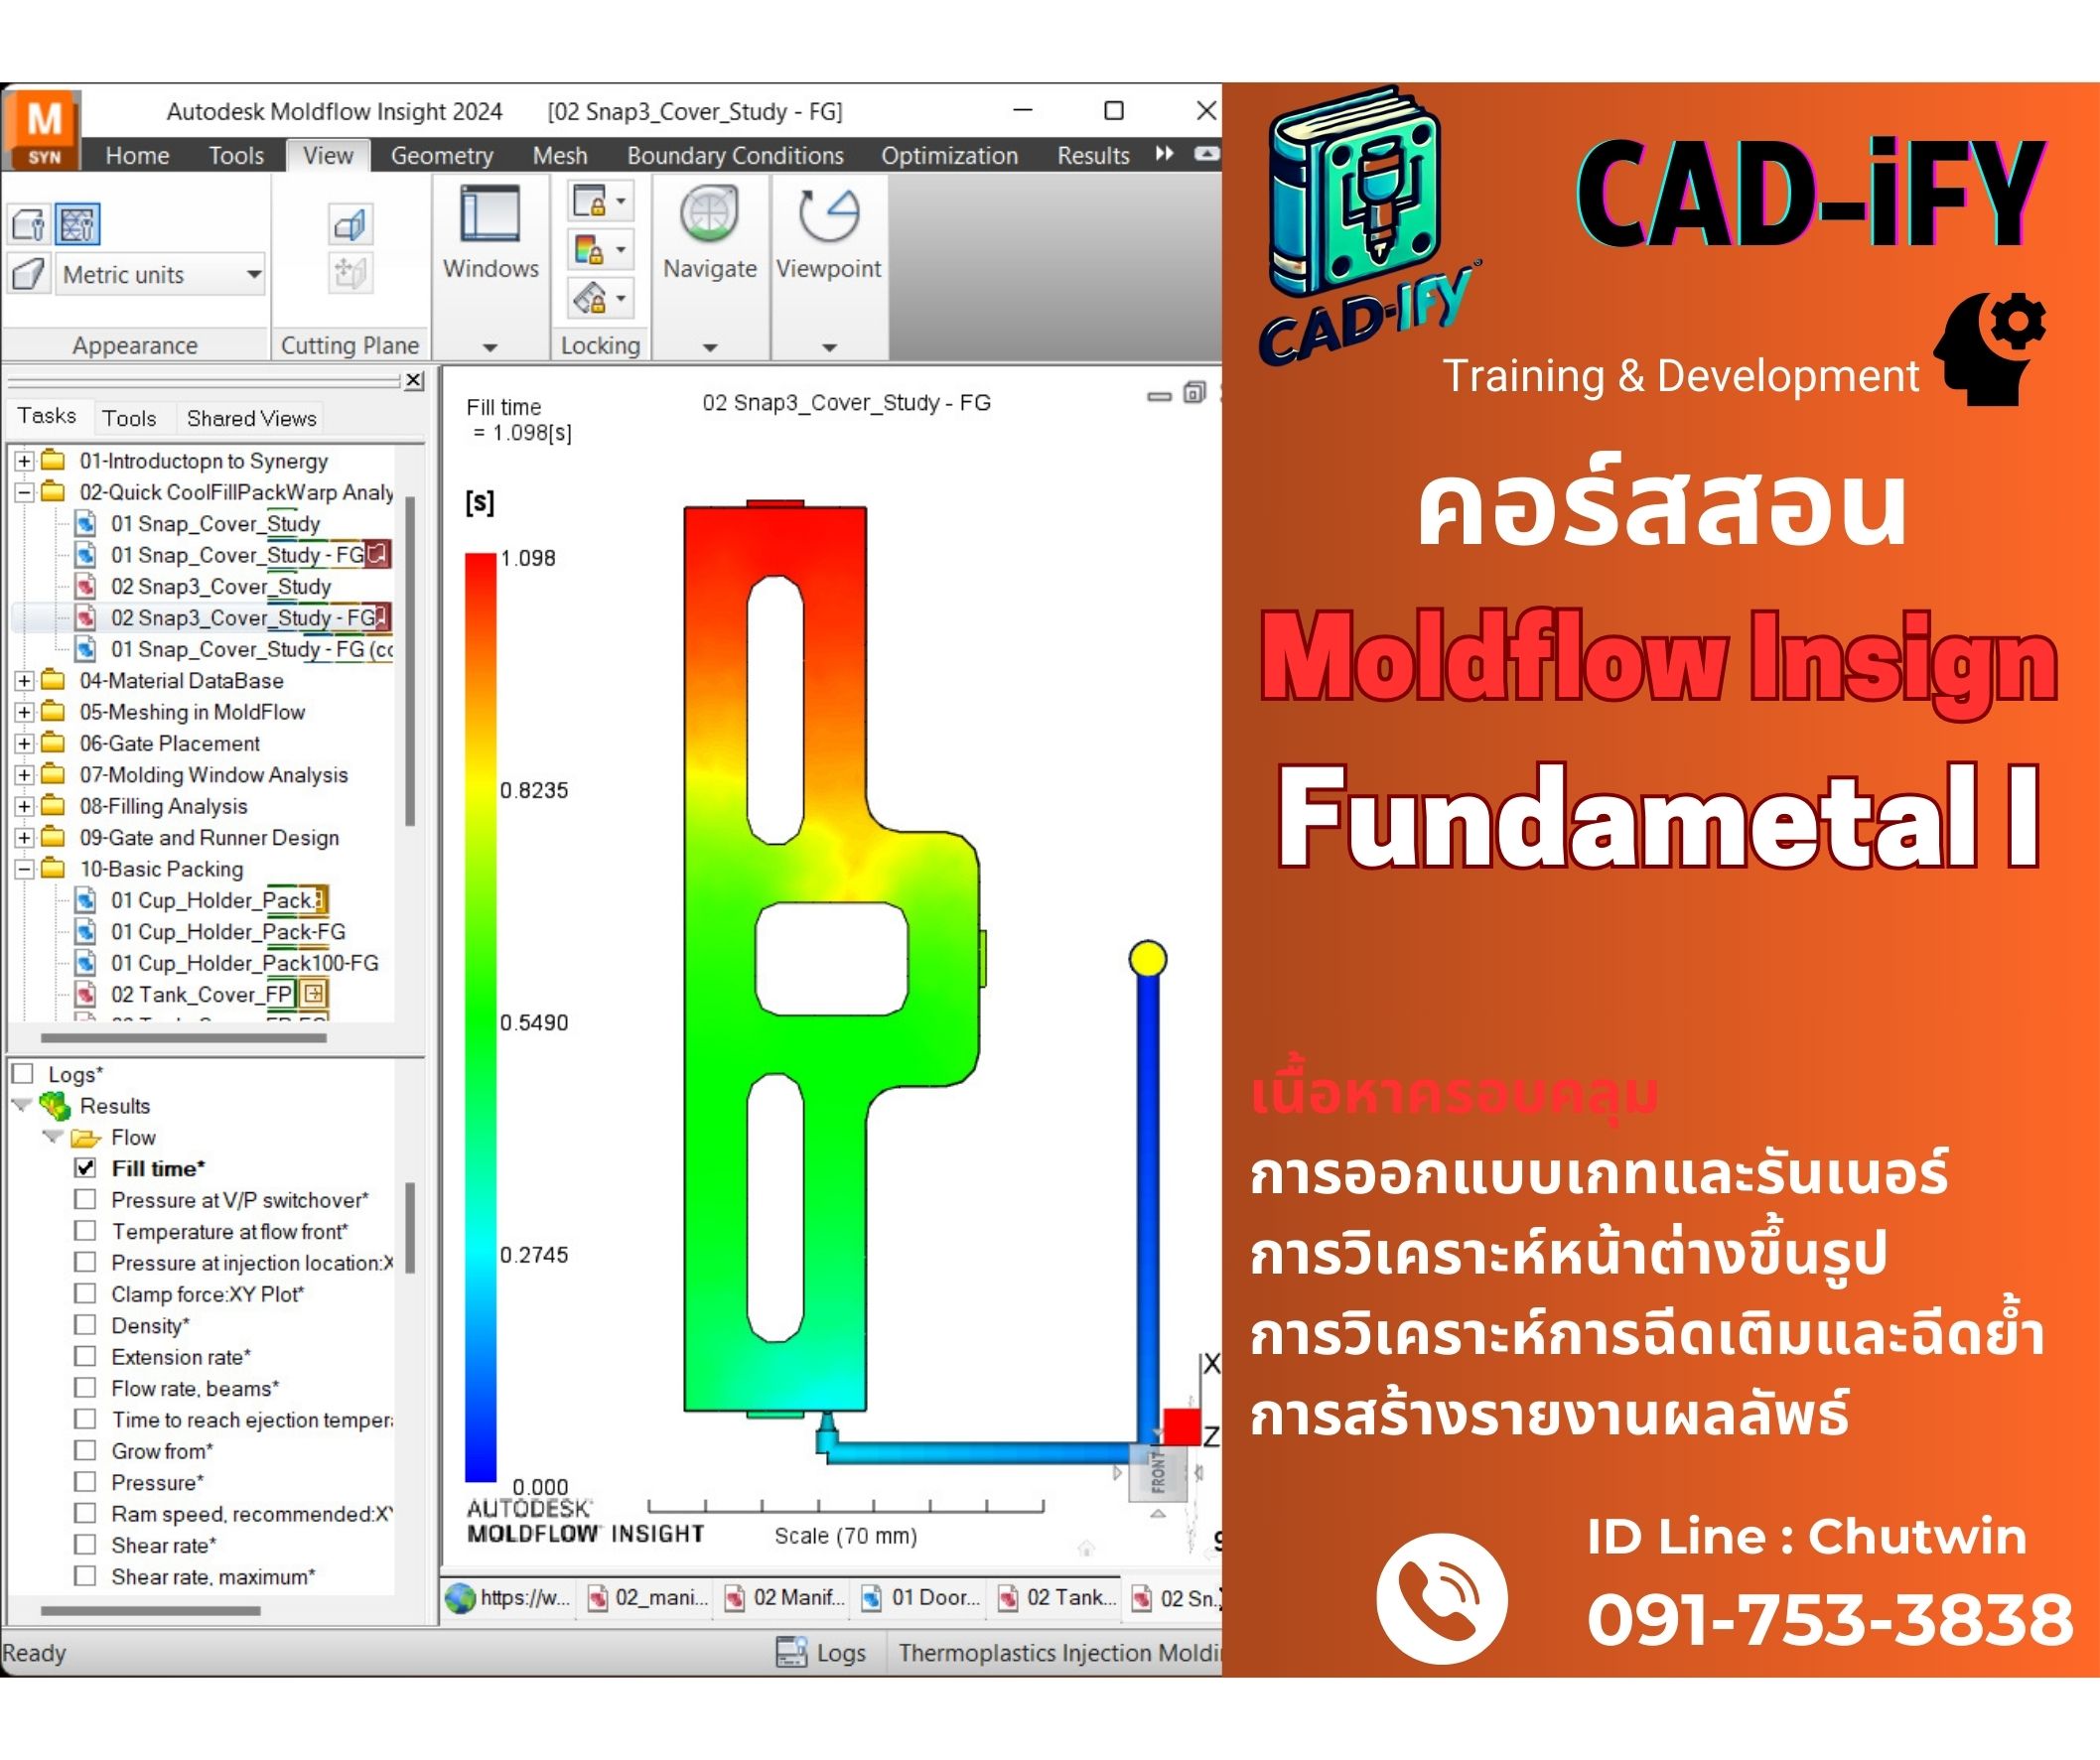 M
SYN
Autodesk Moldflow Insight 2024 [02 Snap3_Cover_Study - FG]
Home Tools View Geometry Mesh Boundary Conditions Optimization Results
Metric units
Windows
Navigate
Viewpoint
Appearance
Cutting Plane
Locking
Tasks Tools Shared Views
01-Introductopn to Synergy
02-Quick CoolFillPackWarp Analy
01 Snap_Cover_Study
01 Snap_Cover_Study - FG
02 Snap3_Cover_Study
02 Snap3_Cover_Study - FG
01 Snap_Cover_Study - FG (co
04-Material DataBase
05-Meshing in MoldFlow
06-Gate Placement
07-Molding Window Analysis
08-Filling Analysis
09-Gate and Runner Design
10-Basic Packing
01 Cup_Holder_Pack.
01 Cup_Holder_Pack-FG
01 Cup_Holder_Pack100-FG
02 Tank_Cover_FP
Logs*
Results
Flow
Fill time*
Pressure at V/P switchover*
Temperature at flow front*
Pressure at injection location:X
Clamp force:XY Plot*
Density*
Extension rate*
Flow rate, beams*
Time to reach ejection tempera
Grow from*
Pressure*
Ram speed, recommended:XY
Shear rate*
Shear rate, maximum*
Fill time
= 1.098[s]
02 Snap3_Cover_Study - FG
[s]
1.098
0.8235
0.5490
0.2745
0.000
AUTODESK
MOLDFLOW INSIGHT
Scale (70 mm)
X
Z
FRONT
https://w...
02_mani...
02 Manif...
01 Door...
02 Tank...
02 Sn.
Ready
Logs
Thermoplastics Injection Moldi
CAD-iFY
CAD-iFY
Training & Development
คอร์สสอน
Moldflow Insign
Fundametal I
เนื้อหาครอบคลุม
การออกแบบเกทและรันเนอร์
การวิเคราะห์หน้าต่างขึ้นรูป
การวิเคราะห์การฉีดเติมและฉีดย้ำ
การสร้างรายงานผลลัพธ์
ID Line : Chutwin
091-753-3838